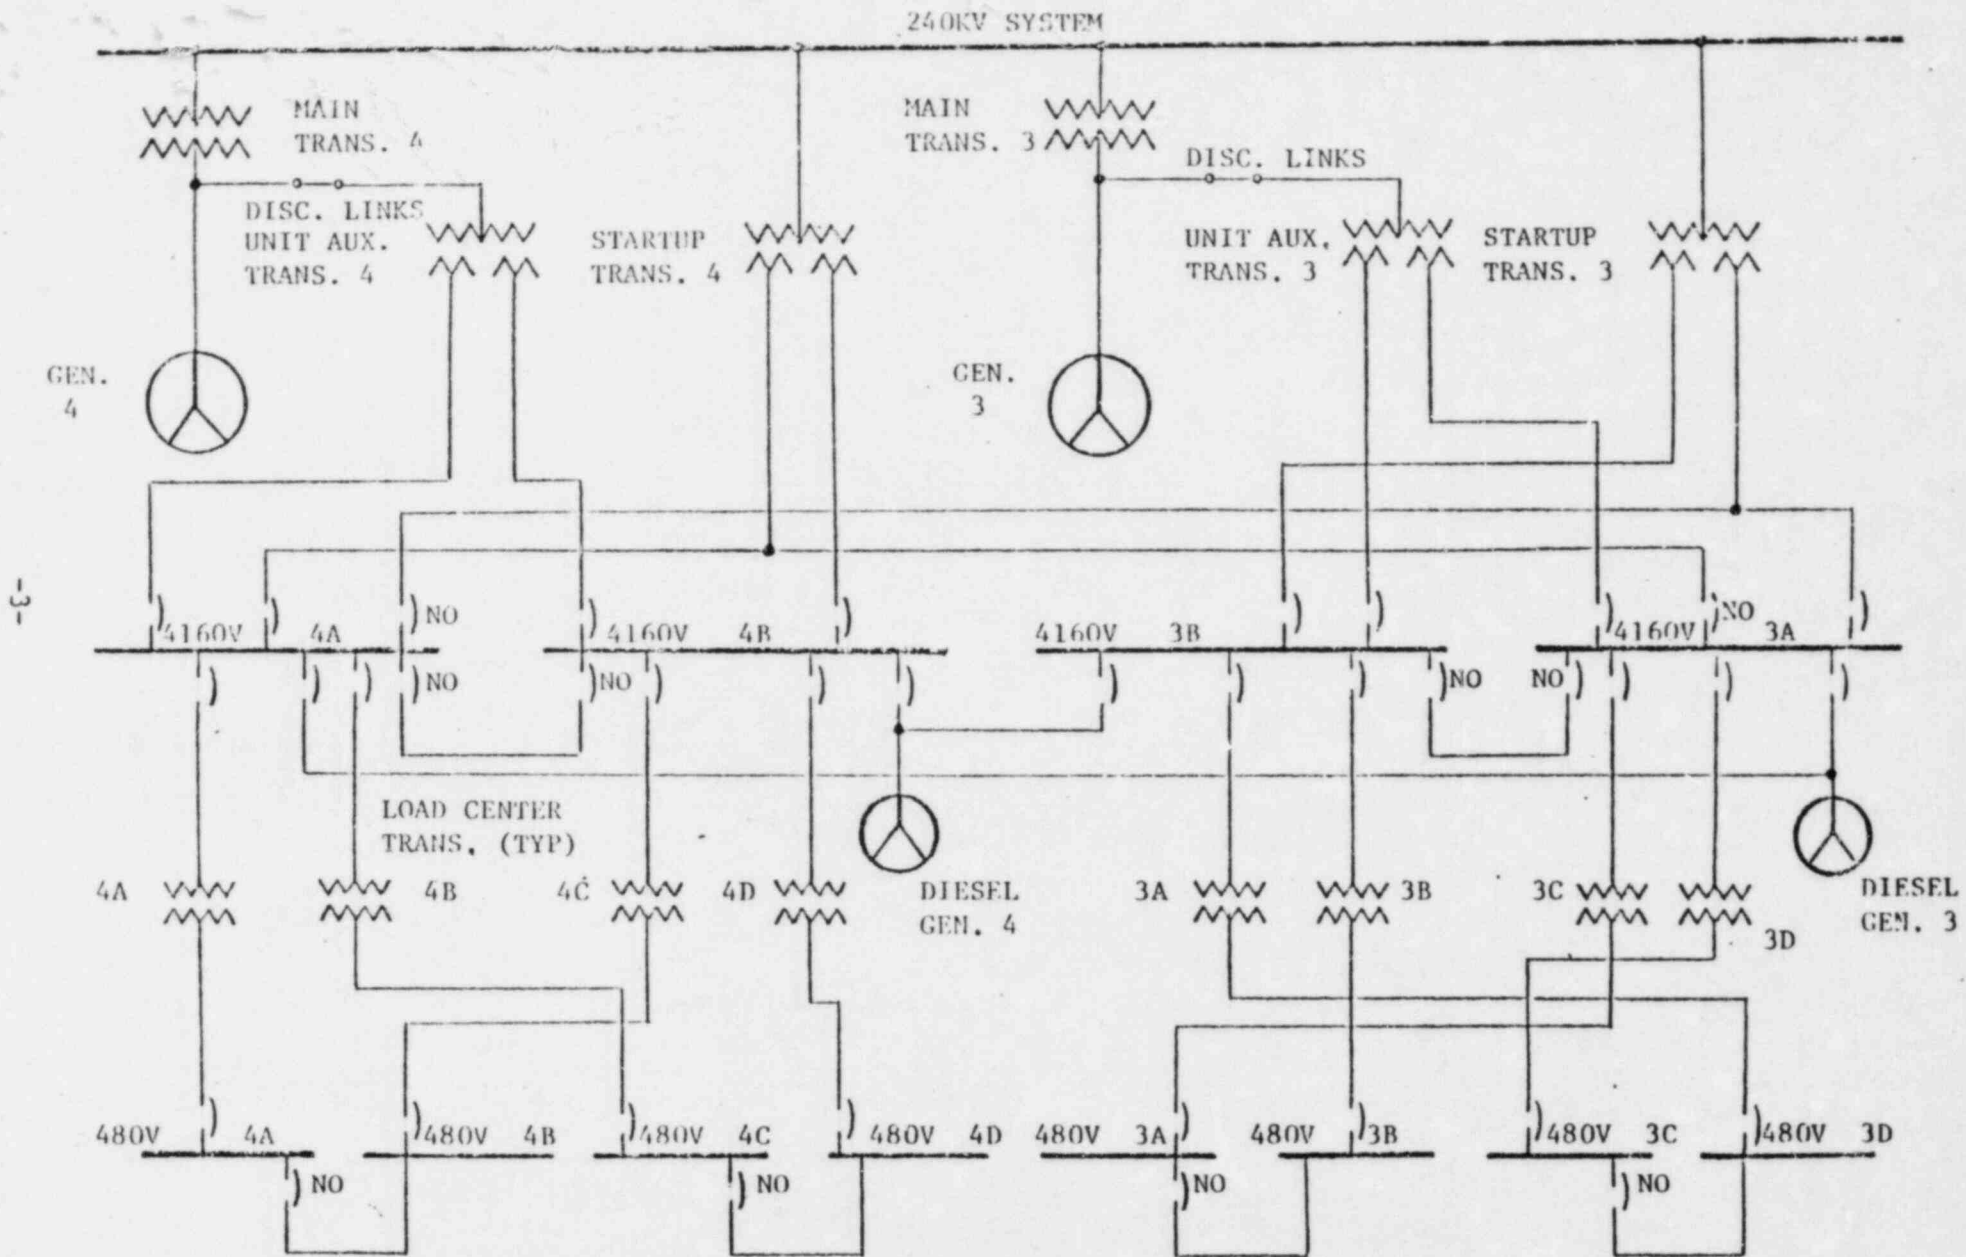 240KV SYSTEM
MAIN
TRANS. 4
MAIN
TRANS. 3
DISC. LINKS
DISC. LINKS
UNIT AUX.
TRANS. 4
STARTUP
TRANS. 4
UNIT AUX.
TRANS. 3
STARTUP
TRANS. 3
GEN.
4
GEN.
3
-3-
NO
NO
4160V 4A
4160V 4B
4160V 3B
4160V 3A
NO
NO
NO
NO
LOAD CENTER
TRANS. (TYP)
4A
4B
4C
4D
DIESEL
GEN. 4
3A
3B
3C
3D
DIESEL
GEN. 3
480V 4A
480V 4B
480V 4C
480V 4D
480V 3A
480V 3B
480V 3C
480V 3D
NO
NO
NO
NO